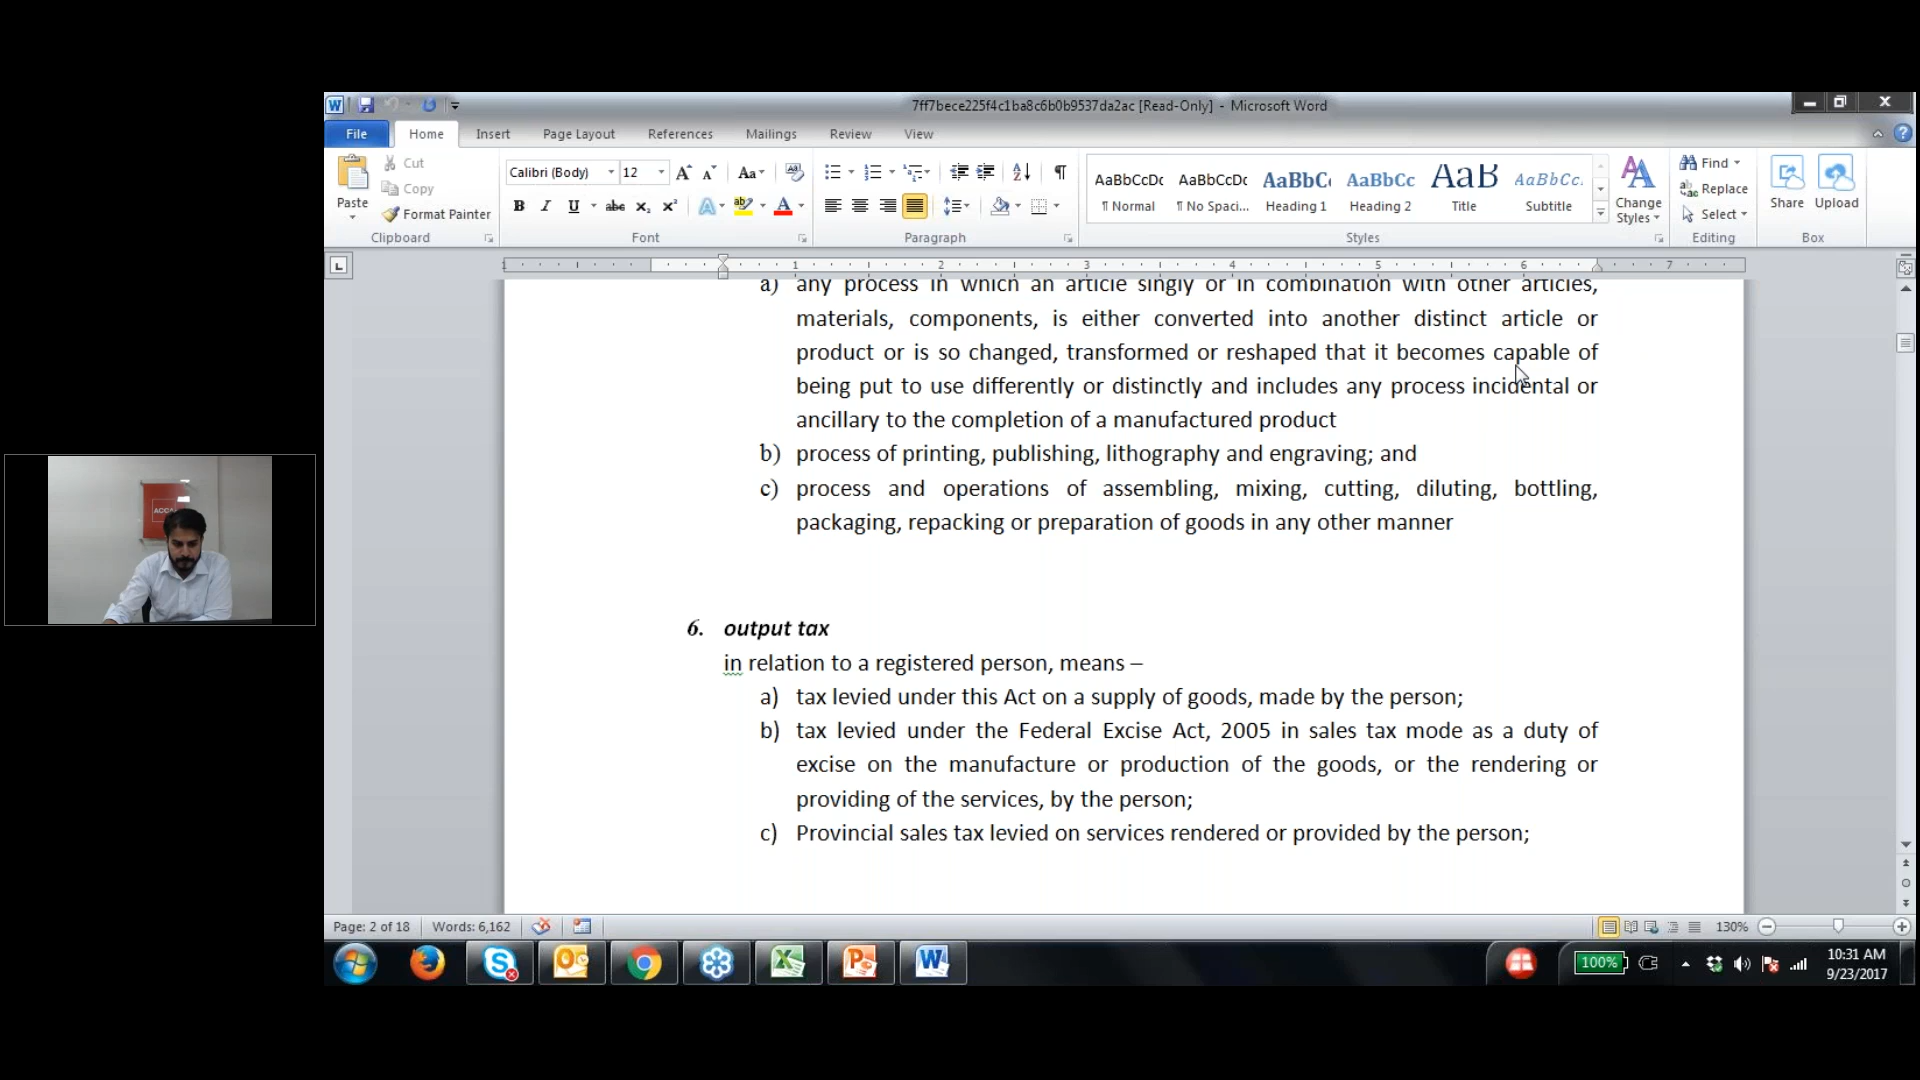 7ff7bece225f4c1ba8c6b0b9537da2ac [Read-Only] - Microsoft Word
File Home Insert Page Layout References Mailings Review View
Paste
Cut
Copy
Format Painter
Clipboard
Calibri (Body) 12
Font
Paragraph
AaBbCcDc AaBbCcDc AaBbC AaBbCc AaB AaBbCc.
¶ Normal ¶ No Spaci... Heading 1 Heading 2 Title Subtitle
Change
Styles
Styles
Find
Replace
Select
Editing
Share Upload
Box
1 1 2 3 4 5 6 7
a) any process in which an article singly or in combination with other articles,
materials, components, is either converted into another distinct article or
product or is so changed, transformed or reshaped that it becomes capable of
being put to use differently or distinctly and includes any process incidental or
ancillary to the completion of a manufactured product
b) process of printing, publishing, lithography and engraving; and
c) process and operations of assembling, mixing, cutting, diluting, bottling,
packaging, repacking or preparation of goods in any other manner
ACCA
6. output tax
in relation to a registered person, means –
a) tax levied under this Act on a supply of goods, made by the person;
b) tax levied under the Federal Excise Act, 2005 in sales tax mode as a duty of
excise on the manufacture or production of the goods, or the rendering or
providing of the services, by the person;
c) Provincial sales tax levied on services rendered or provided by the person;
Page: 2 of 18 Words: 6,162 130%
100% 10:31 AM
9/23/2017